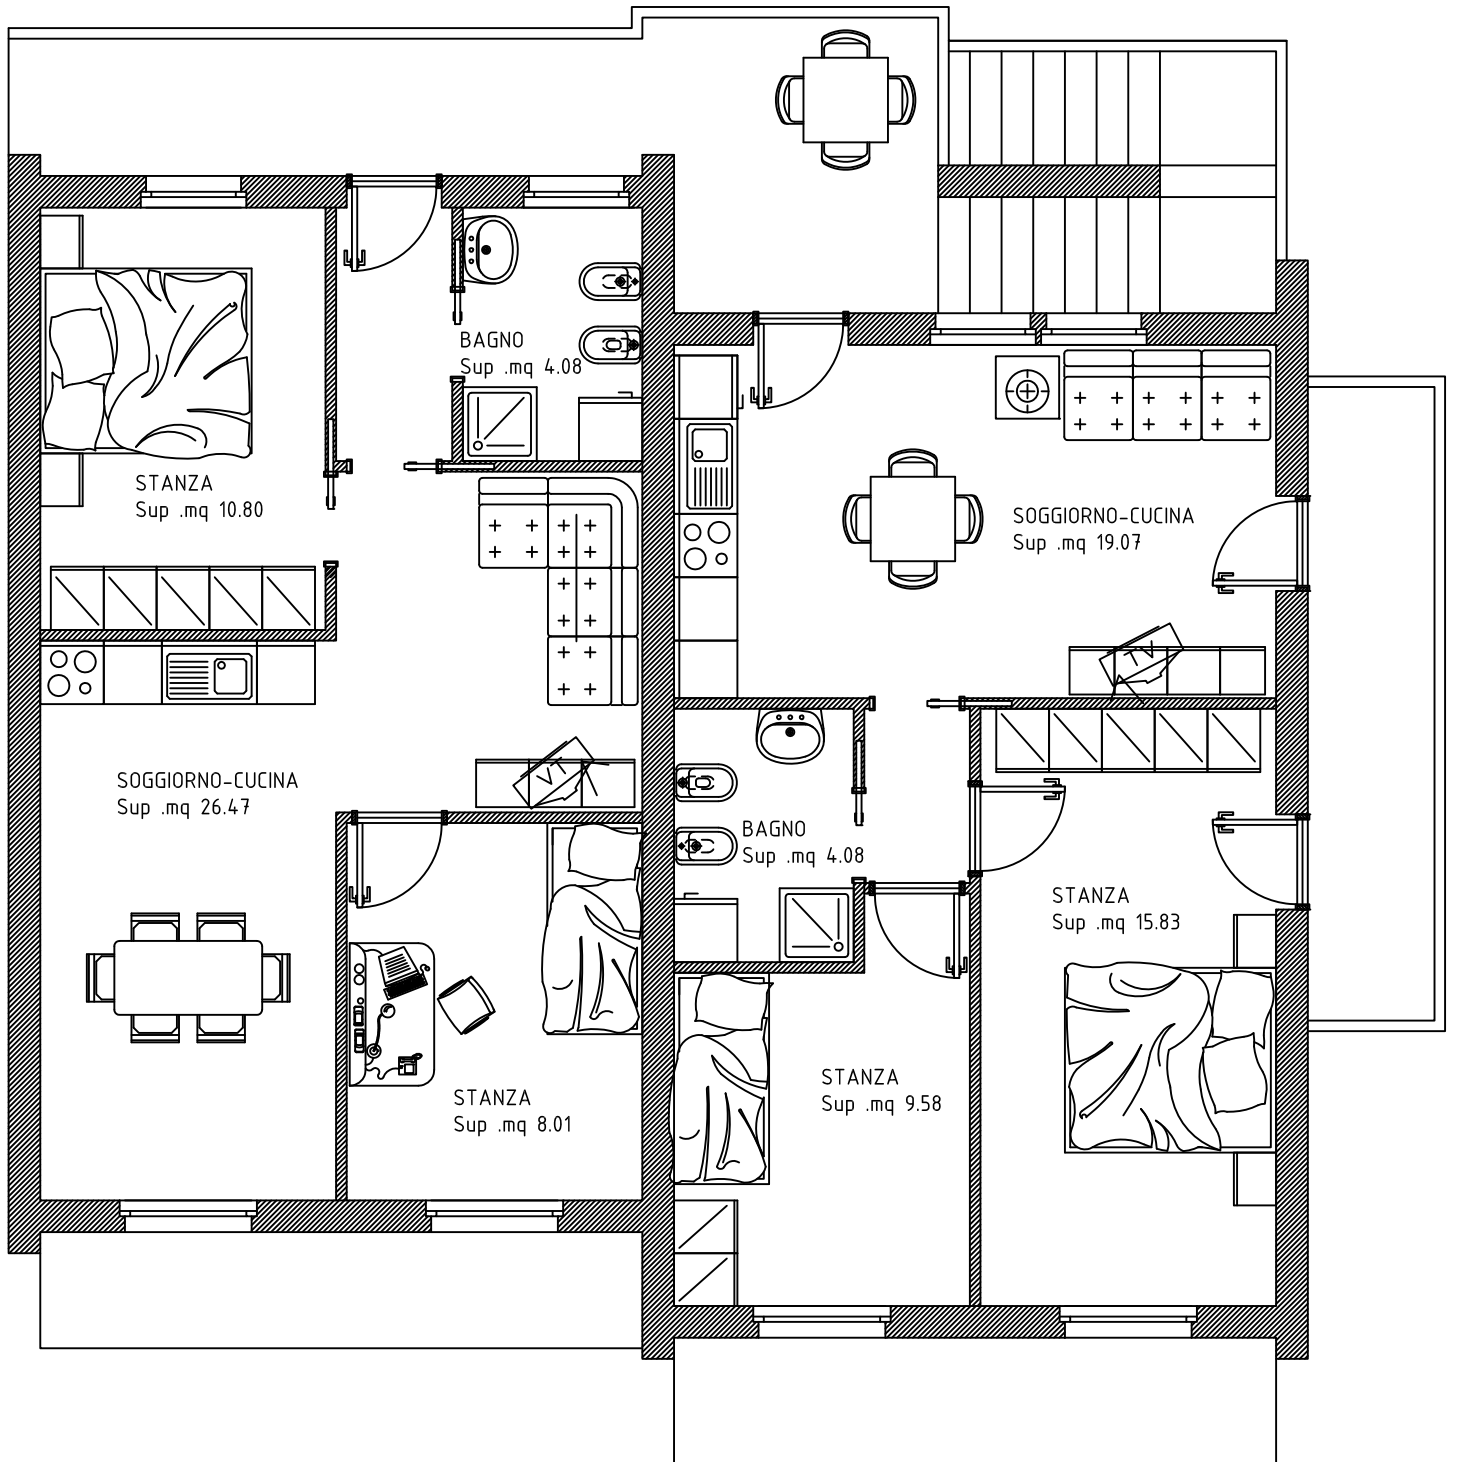 BAGNO
Sup .mq 4.08
STANZA
Sup .mq 10.80
SOGGIORNO-CUCINA
Sup .mq 19.07
TV
SOGGIORNO-CUCINA
Sup .mq 26.47
TV
BAGNO
Sup .mq 4.08
STANZA
Sup .mq 15.83
STANZA
Sup .mq 8.01
STANZA
Sup .mq 9.58